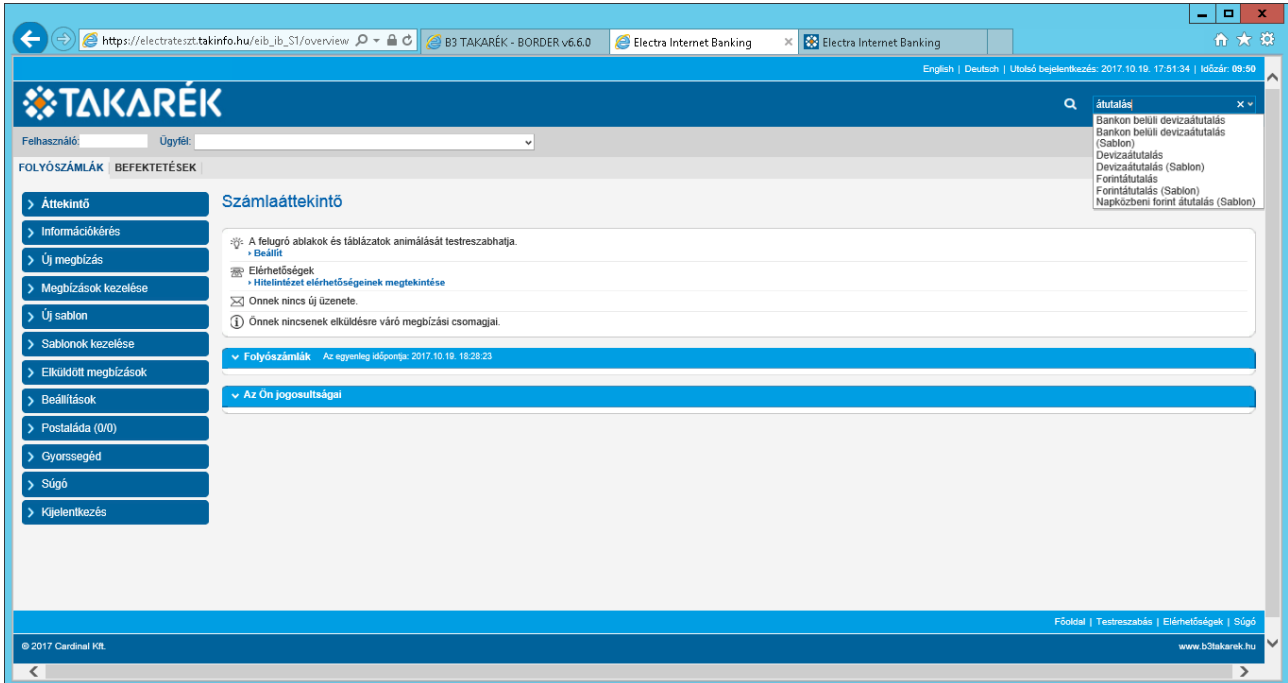 https://electrateszt.takinfo.hu/eib_ib_S1/overview
B3 TAKARÉK - BORDER v6.6.0
Electra Internet Banking
Electra Internet Banking
English | Deutsch | Utolsó bejelentkezés: 2017.10.19. 17:51:34 | Időzár: 09:50
TAKARÉK
átutalás
Bankon belüli devizaátutalás
Bankon belüli devizaátutalás
(Sablon)
Devizaátutalás
Devizaátutalás (Sablon)
Forintátutalás
Forintátutalás (Sablon)
Napközbeni forint átutalás (Sablon)
Felhasználó:
Ügyfél:
FOLYÓSZÁMLÁK | BEFEKTETÉSEK |
Áttekintő
Információkérés
Új megbízás
Megbízások kezelése
Új sablon
Sablonok kezelése
Elküldött megbízások
Beállítások
Postaláda (0/0)
Gyorssegéd
Súgó
Kijelentkezés
Számlaáttekintő
A felugró ablakok és táblázatok animálását testreszabhatja.
Beállít
Elérhetőségek
Hitelintézet elérhetőségeinek megtekintése
Önnek nincs új üzenete.
Önnek nincsenek elküldésre váró megbízási csomagjai.
Folyószámlák Az egyenleg időpontja: 2017.10.19. 18:28:23
Az Ön jogosultságai
Főoldal | Testreszabás | Elérhetőségek | Súgó
© 2017 Cardinal Kft.
www.b3takarek.hu